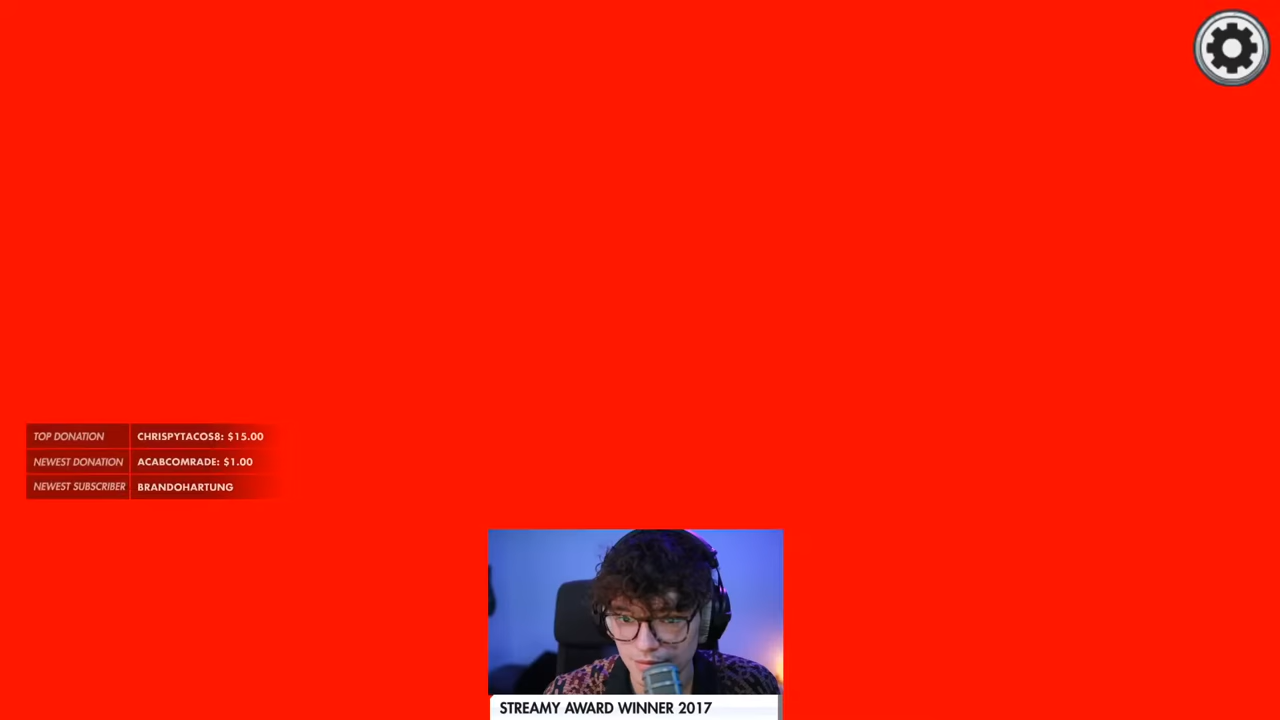 TOP DONATION CHRISPYTACOS8: $15.00
NEWEST DONATION ACABCOMRADE: $1.00
NEWEST SUBSCRIBER BRANDOHARTUNG
STREAMY AWARD WINNER 2017